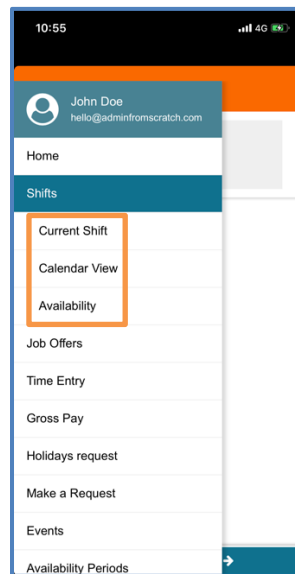 10:55
4G
John Doe
hello@adminfromscratch.com
Home
Shifts
Current Shift
Calendar View
Availability
Job Offers
Time Entry
Gross Pay
Holidays request
Make a Request
Events
Availability Periods